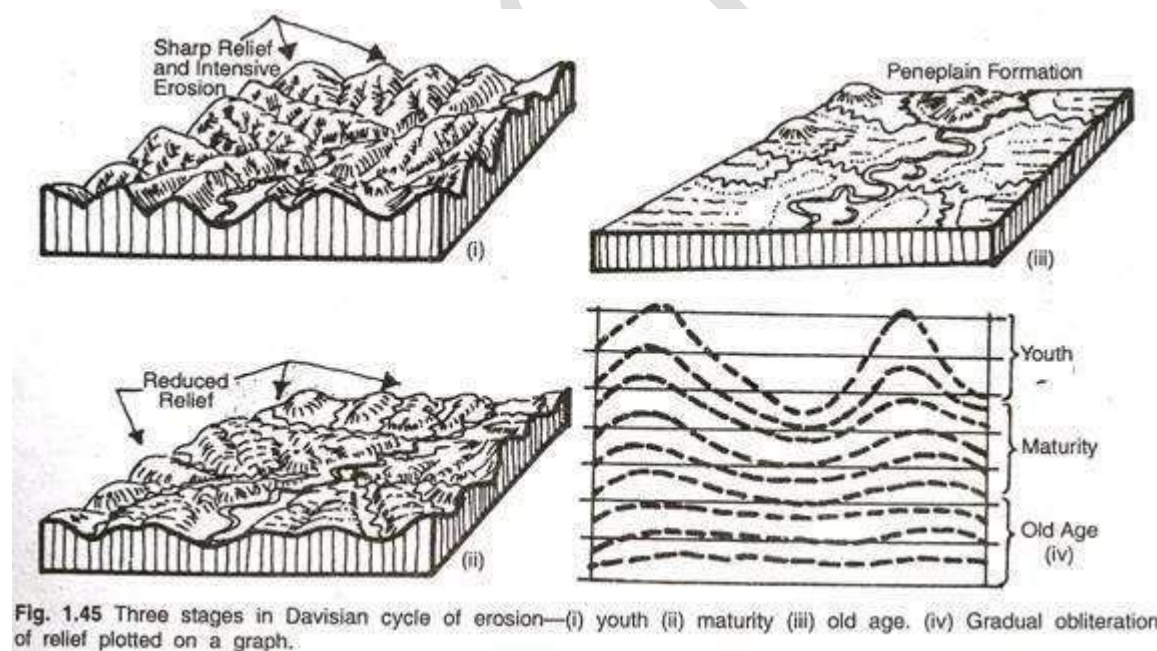 Sharp Relief
and Intensive
Erosion
(i)
Peneplain Formation
(iii)
Reduced
Relief
(ii)
Youth
Maturity
Old Age
(iv)
Fig. 1.45 Three stages in Davisian cycle of erosion—(i) youth (ii) maturity (iii) old age. (iv) Gradual obliteration
of relief plotted on a graph.